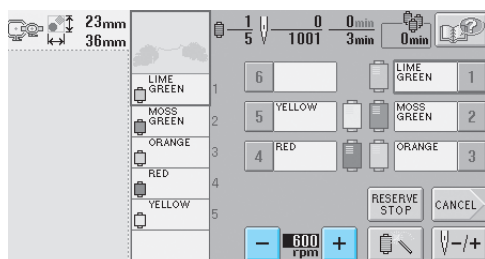 23mm
36mm
1
5
0
1001
0min
3min
0min
LIME
GREEN
1
MOSS
GREEN
2
ORANGE
3
RED
4
YELLOW
5
6
LIME
GREEN
1
5
YELLOW
MOSS
GREEN
2
4
RED
ORANGE
3
RESERVE
STOP
CANCEL
−
600
rpm
+
-/+